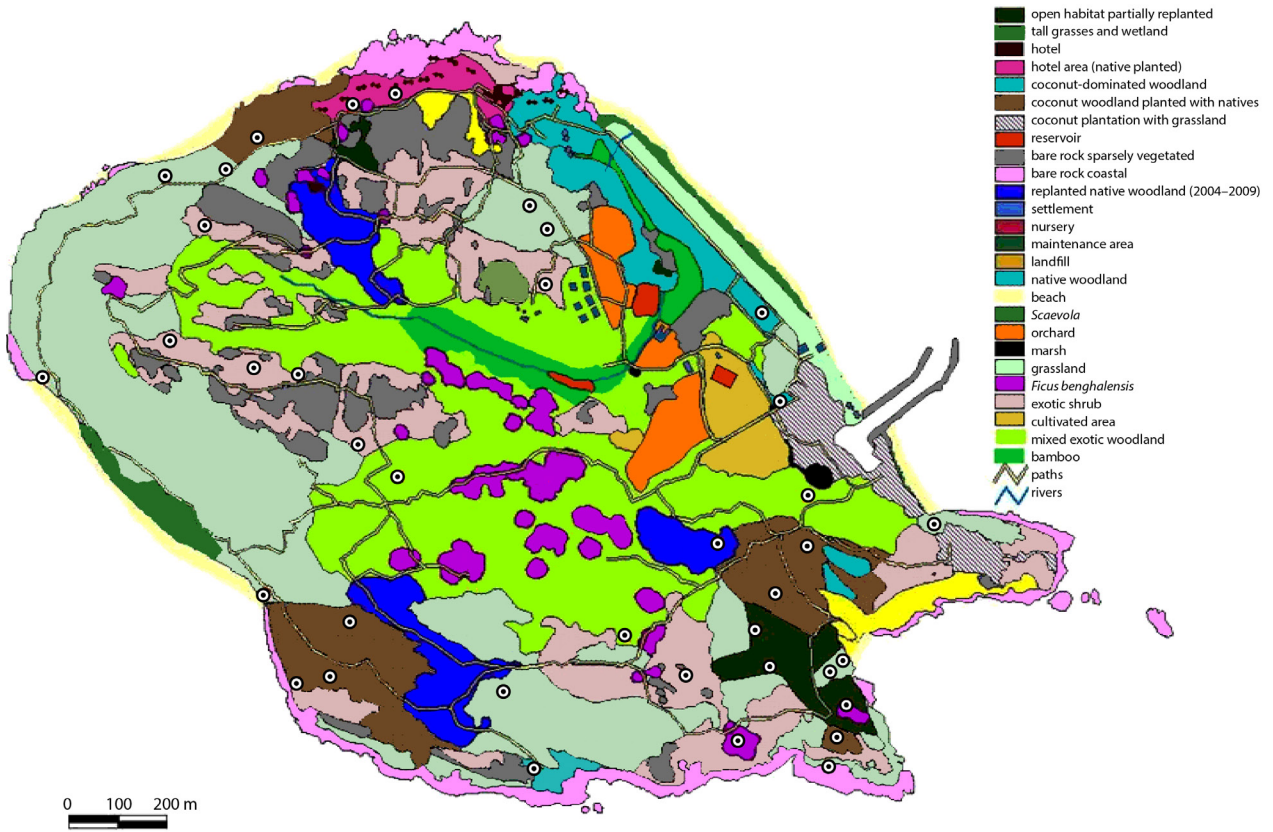 open habitat partially replanted
tall grasses and wetland
hotel
hotel area (native planted)
coconut-dominated woodland
coconut woodland planted with natives
coconut plantation with grassland
reservoir
bare rock sparsely vegetated
bare rock coastal
replanted native woodland (2004–2009)
settlement
nursery
maintenance area
landfill
native woodland
beach
Scaevola
orchard
marsh
grassland
Ficus benghalensis
exotic shrub
cultivated area
mixed exotic woodland
bamboo
paths
rivers
0 100 200 m